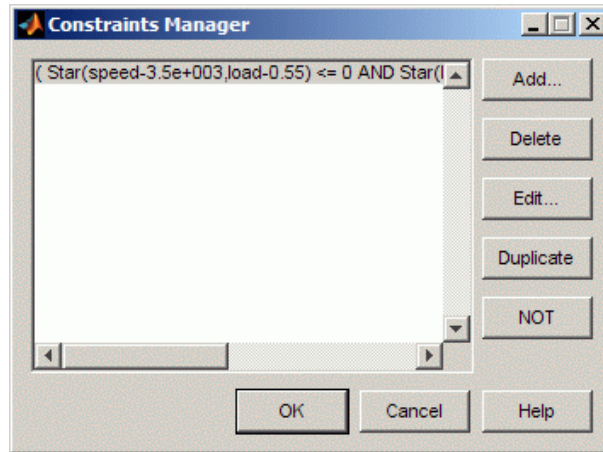 Constraints Manager
( Star(speed-3.5e+003,load-0.55) <= 0 AND Star(
Add...
Delete
Edit...
Duplicate
NOT
OK
Cancel
Help